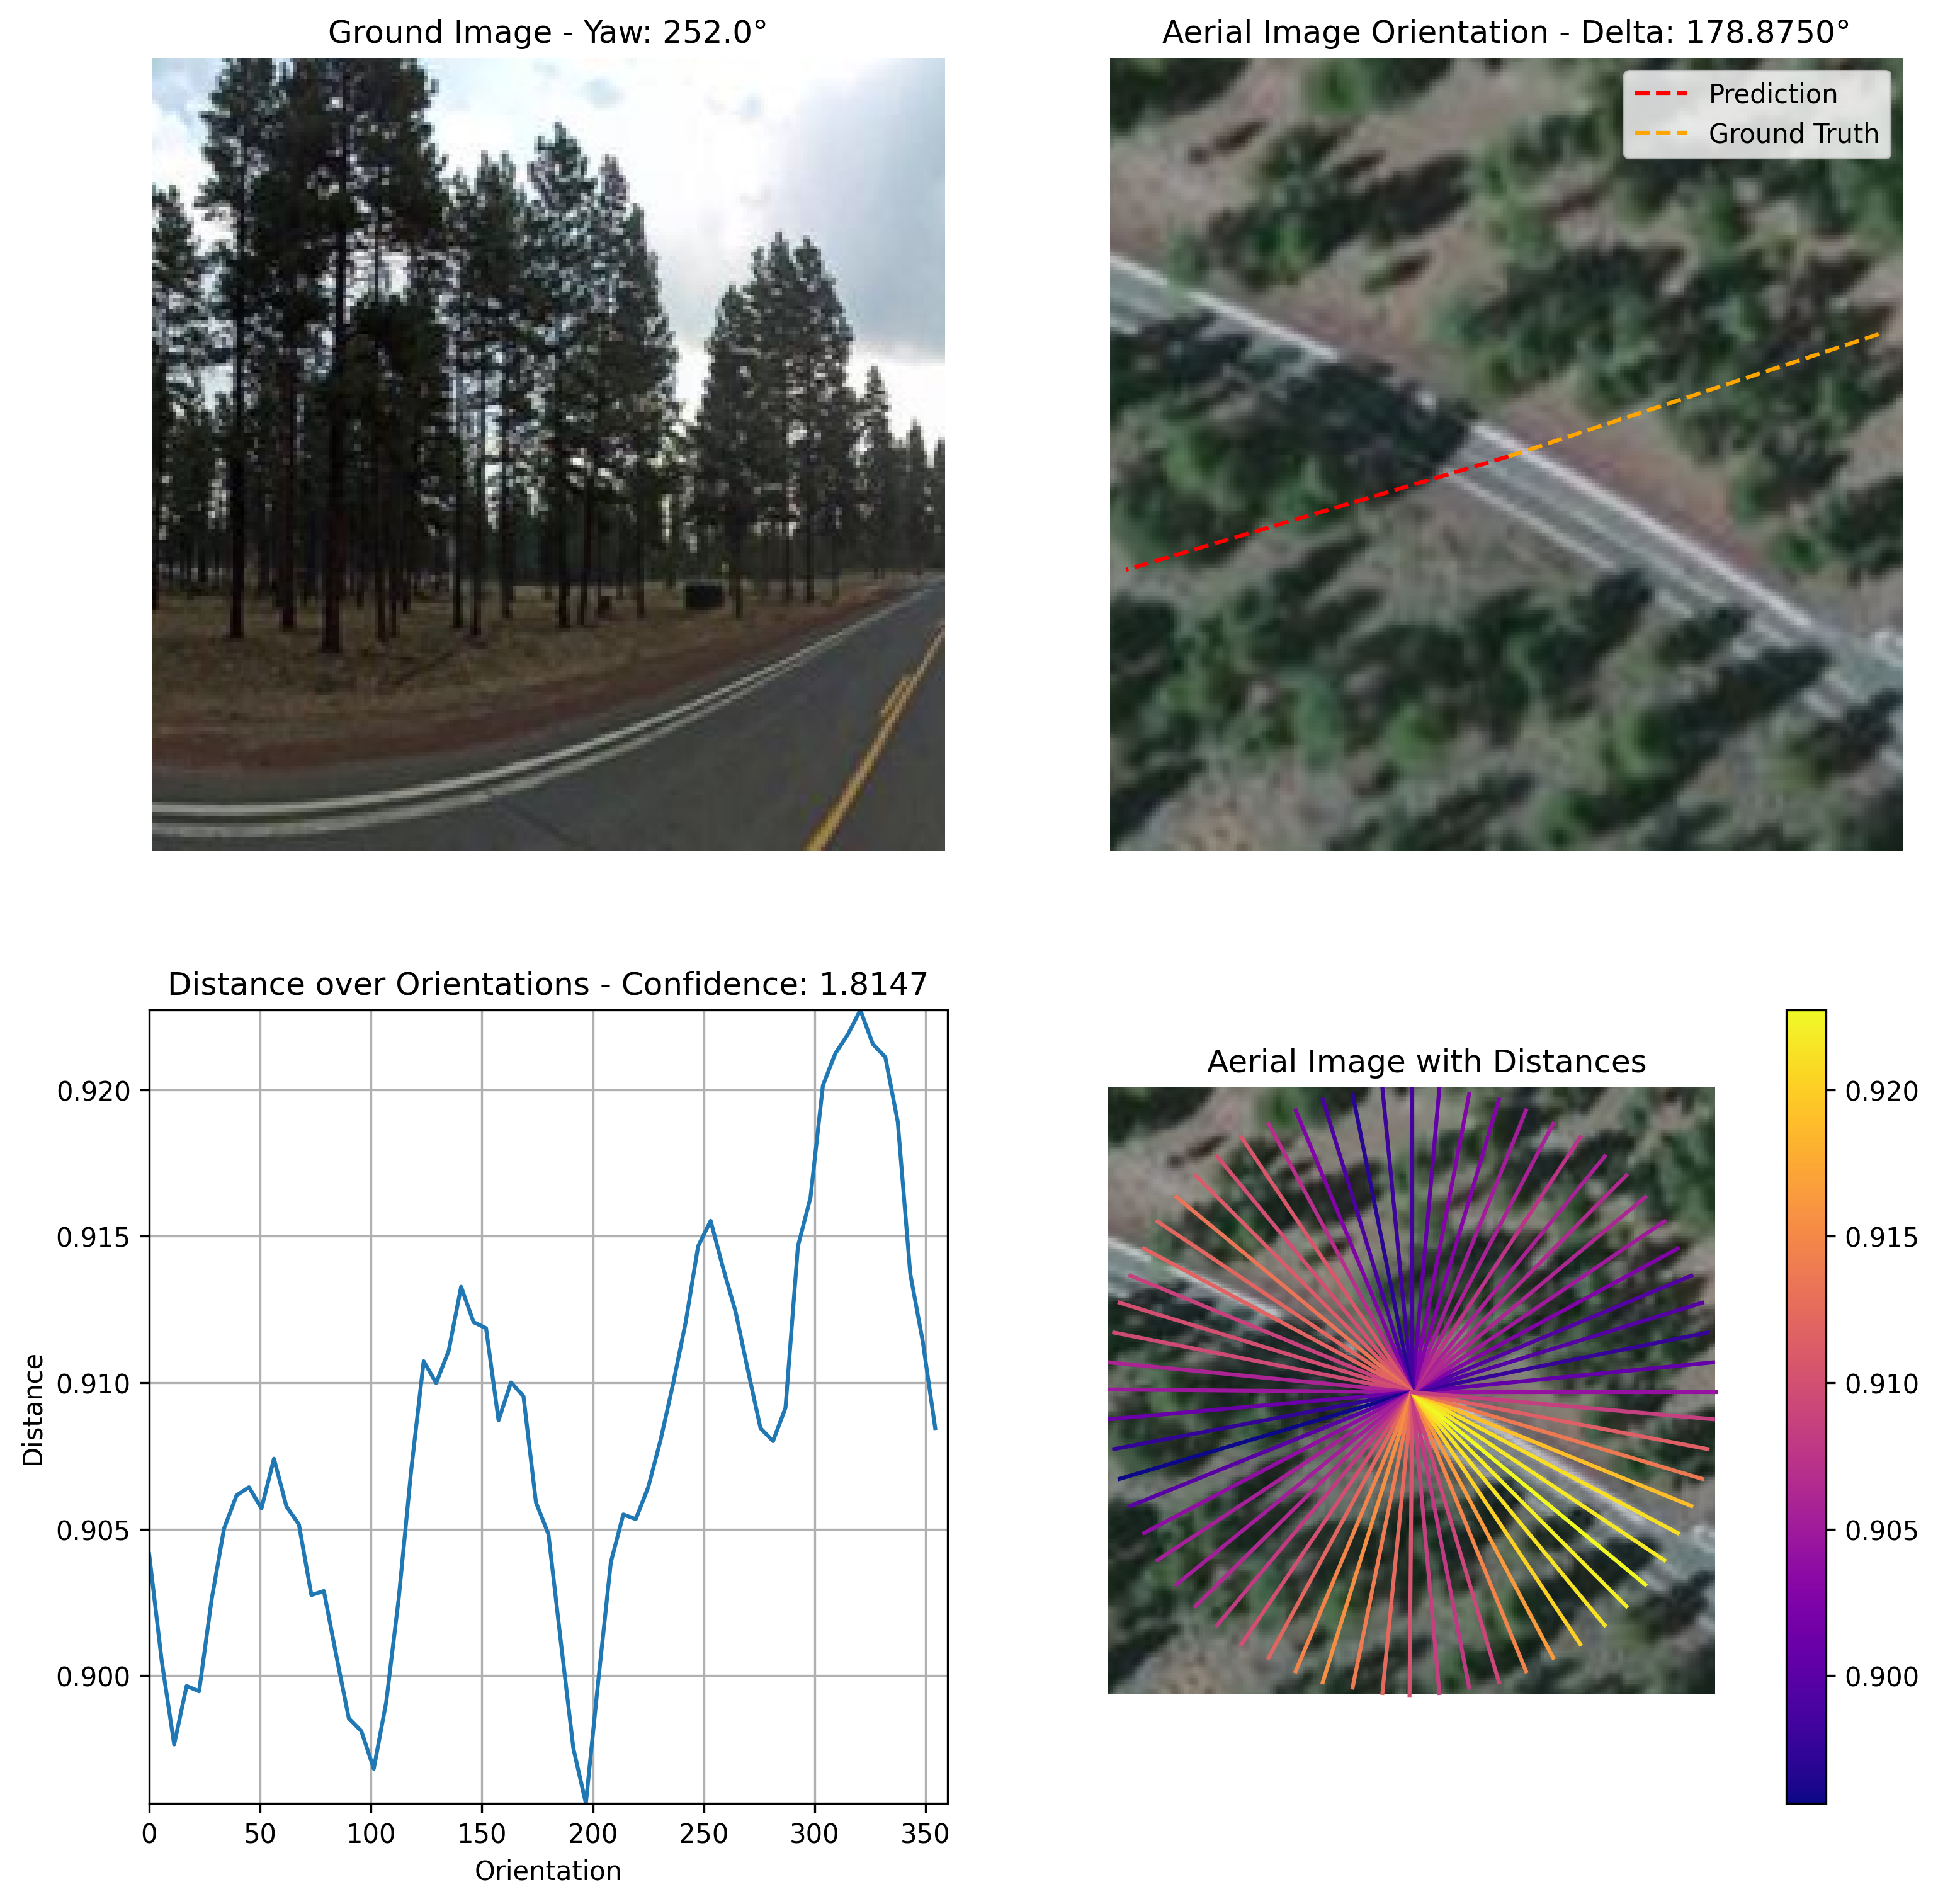 Ground Image - Yaw: 252.0°
Aerial Image Orientation - Delta: 178.8750°
Prediction
Ground Truth
Distance over Orientations - Confidence: 1.8147
0.920
0.915
0.910
0.905
0.900
Distance
0
50
100
150
200
250
300
350
Orientation
Aerial Image with Distances
0.920
0.915
0.910
0.905
0.900